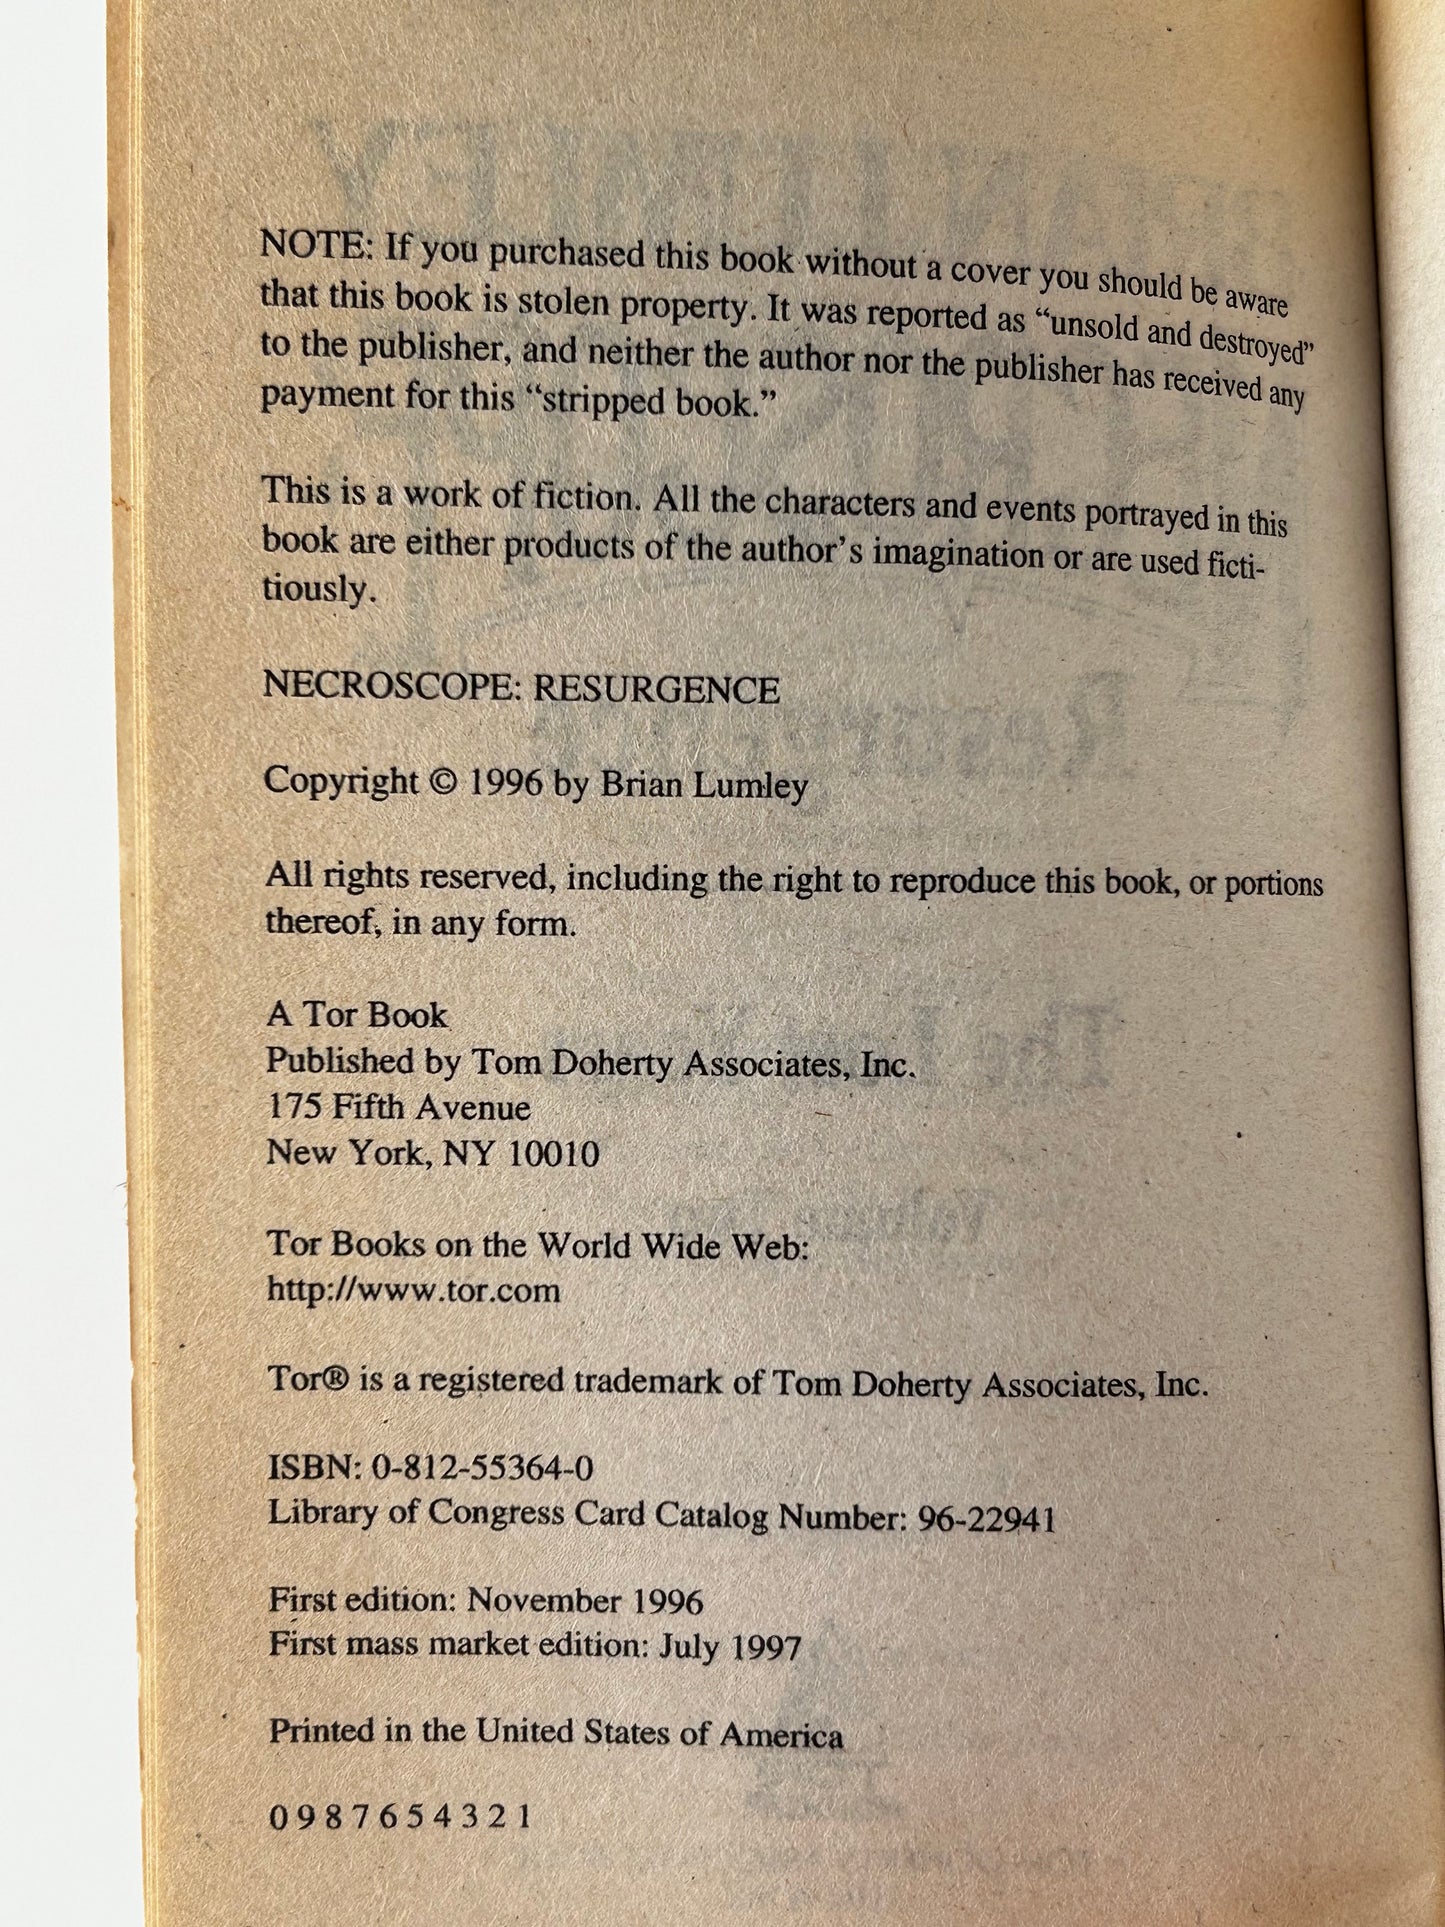 NOTE: If you purchased this book without a cover you should be aware
that this book is stolen property. It was reported as “unsold and destroyed”
to the publisher, and neither the author nor the publisher has received any
payment for this “stripped book.”
This is a work of fiction. All the characters and events portrayed in this
book are either products of the author’s imagination or are used ficti-
tiously.
NECROSCOPE: RESURGENCE
Copyright © 1996 by Brian Lumley
All rights reserved, including the right to reproduce this book, or portions
thereof, in any form.
A Tor Book
Published by Tom Doherty Associates, Inc.
175 Fifth Avenue
New York, NY 10010
Tor Books on the World Wide Web:
http://www.tor.com
Tor® is a registered trademark of Tom Doherty Associates, Inc.
ISBN: 0-812-55364-0
Library of Congress Card Catalog Number: 96-22941
First edition: November 1996
First mass market edition: July 1997
Printed in the United States of America
0 9 8 7 6 5 4 3 2 1